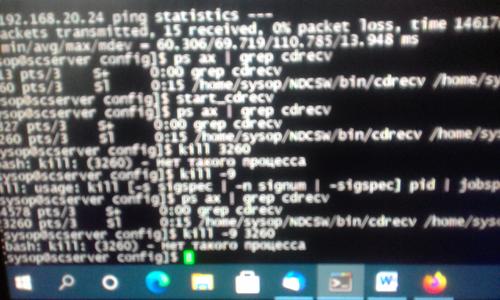 192.168.20.24 ping statistics ---
ackets transmitted, 15 received, 0% packet loss, time 14617
min/avg/max/mdev = 60.306/69.719/110.785/13.948 ms
sysop@scserver config]$ ps ax | grep cdrecv
13 pts/3 S+ 0:00 grep cdrecv
260 pts/3 Sl 0:15 /home/sysop/NDCSW/bin/cdrecv /home/sy
sysop@scserver config]$ start_cdrecv
sysop@scserver config]$ ps ax | grep cdrecv
327 pts/3 S+ 0:00 grep cdrecv
260 pts/3 Sl 0:15 /home/sysop/NDCSW/bin/cdrecv /home/sys
sysop@scserver config]$ kill 3260
bash: kill: (3260) - Нет такого процесса
sysop@scserver config]$ kill -9
ill: usage: kill [-s sigspec | -n signum | -sigspec] pid | jobsp
sysop@scserver config]$ ps ax | grep cdrecv
4578 pts/3 S+ 0:00 grep cdrecv
3260 pts/3 Sl 0:15 /home/sysop/NDCSW/bin/cdrecv /home/sys
sysop@scserver config]$ kill -9 3260
bash: kill: (3260) - Нет такого процесса
sysop@scserver config]$